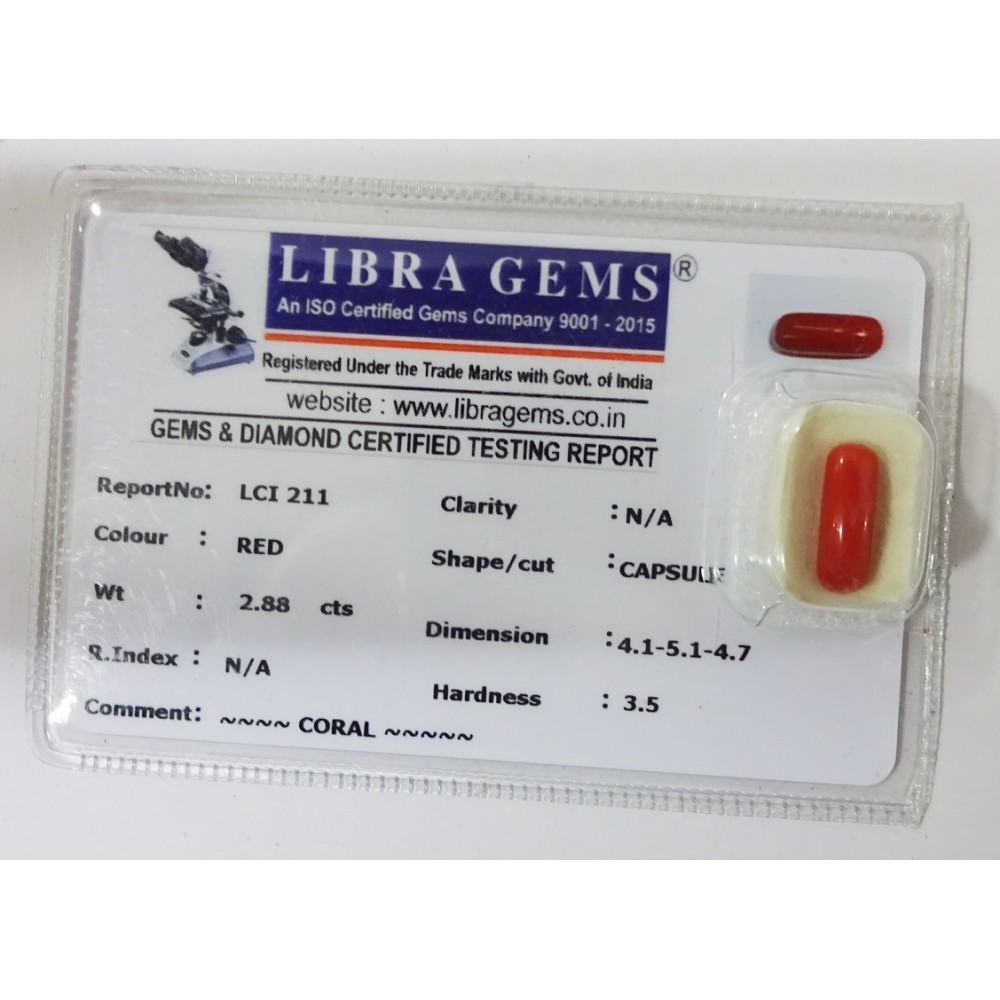 LIBRA GEMS ®
An ISO Certified Gems Company 9001 - 2015
Registered Under the Trade Marks with Govt. of India
website : www.libragems.co.in
GEMS & DIAMOND CERTIFIED TESTING REPORT
ReportNo: LCI 211
Colour : RED
Wt : 2.88 cts
R.Index : N/A
Comment: ~~~~ CORAL ~~~~~
Clarity : N/A
Shape/cut : CAPSULE
Dimension : 4.1-5.1-4.7
Hardness : 3.5